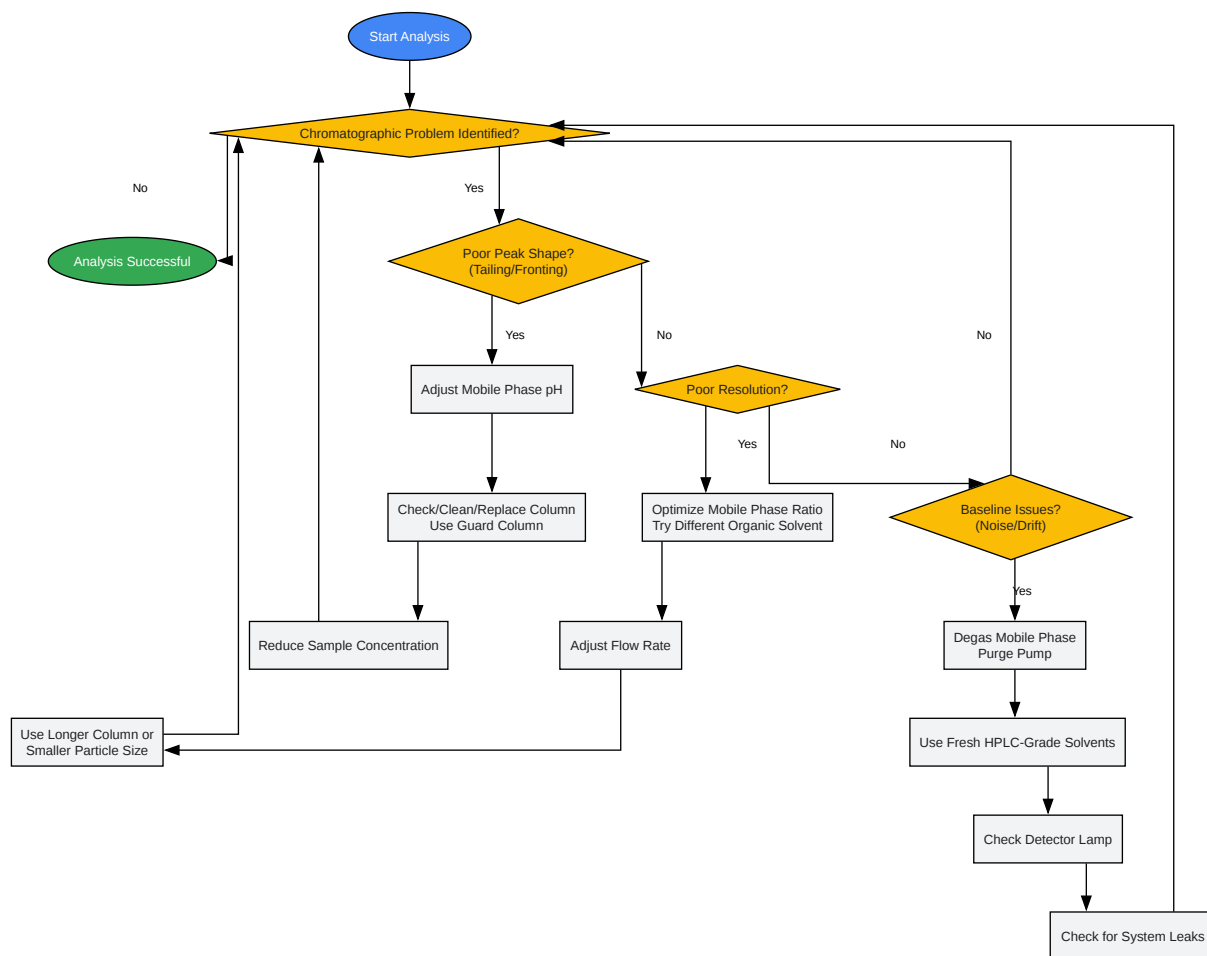 Start Analysis
Chromatographic Problem Identified?
No
Yes
Analysis Successful
Poor Peak Shape?
(Tailing/Fronting)
Yes
No
No
Adjust Mobile Phase pH
Poor Resolution?
Yes
No
Check/Clean/Replace Column
Use Guard Column
Optimize Mobile Phase Ratio
Try Different Organic Solvent
Baseline Issues?
(Noise/Drift)
Yes
Reduce Sample Concentration
Adjust Flow Rate
Degas Mobile Phase
Purge Pump
Use Longer Column or
Smaller Particle Size
Use Fresh HPLC-Grade Solvents
Check Detector Lamp
Check for System Leaks